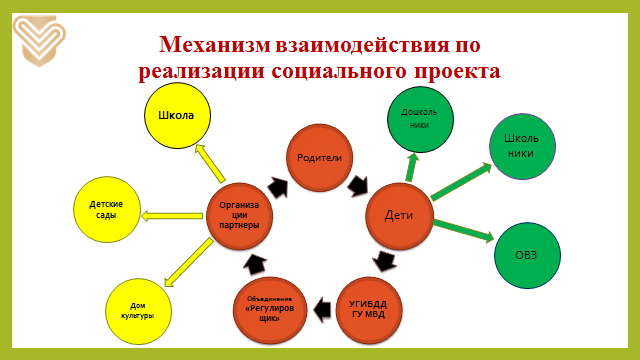 Механизм взаимодействия по
реализации социального проекта
Школа
Детские
сады
Дом
культуры
Организа
ции
партнеры
Родители
Дети
Дошколь
ники
Школь
ники
ОВЗ
УГИБДД
ГУ МВД
Объединение
«Регулиров
щик»